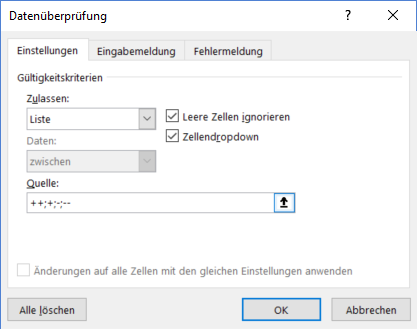 Datenüberprüfung ? ×
Einstellungen Eingabemeldung Fehlermeldung
Gültigkeitskriterien
Zulassen:
Liste
Leere Zellen ignorieren
Daten:
Zellendropdown
zwischen
Quelle:
++;+;-;--
Änderungen auf alle Zellen mit den gleichen Einstellungen anwenden
Alle löschen OK Abbrechen